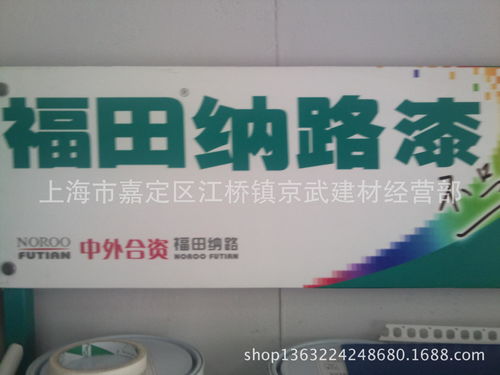 福田®纳路漆
上海市嘉定区江桥镇京武建材经营部
NOROO
FUTIAN
中外合资
福田纳路
NOROO FUTIAN
shop1363224248680.1688.com